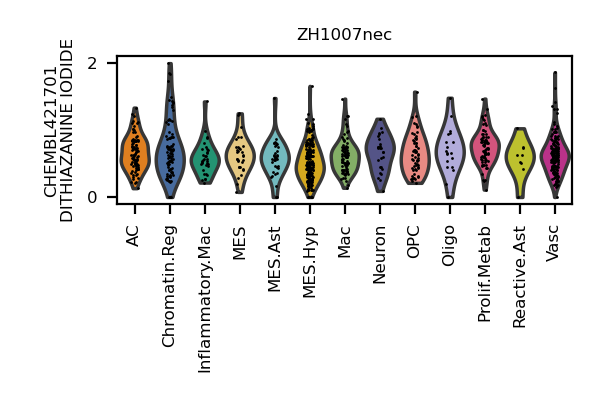 ZH1007nec
CHEMBL421701
DITHIAZANINE IODIDE
2
0
AC
Chromatin.Reg
Inflammatory.Mac
MES
MES.Ast
MES.Hyp
Mac
Neuron
OPC
Oligo
Prolif.Metab
Reactive.Ast
Vasc